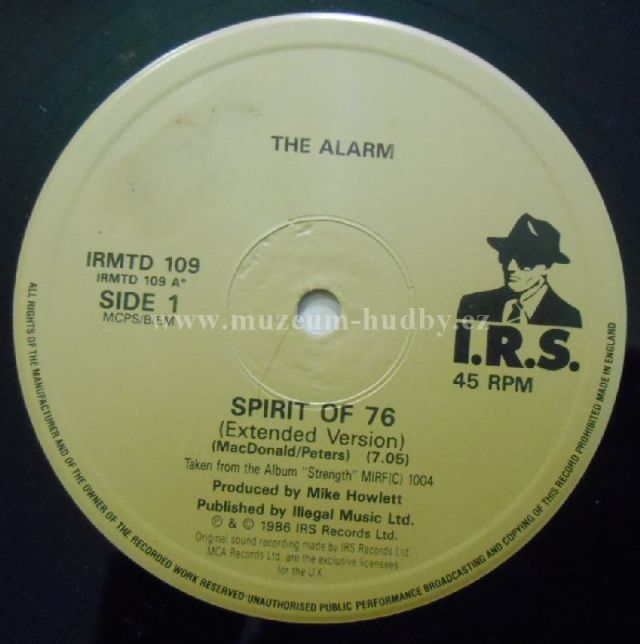 THE ALARM
IRMTD 109
IRMTD 109 A*
SIDE 1
MCPS/BIEM
I.R.S.
45 RPM
www.muzeum-hudby.cz
SPIRIT OF 76
(Extended Version)
(MacDonald/Peters) (7.05)
Taken from the Album "Strength" MIRF(C) 1004
Produced by Mike Howlett
Published by Illegal Music Ltd.
℗ & © 1986 IRS Records Ltd.
Original sound recording made by IRS Records Ltd
MCA Records Ltd. are the exclusive licensees
for the U K
ALL RIGHTS OF THE MANUFACTURER AND OF THE OWNER OF THE RECORDED WORK RESERVED·UNAUTHORISED PUBLIC PERFORMANCE BROADCASTING AND COPYING OF THIS RECORD PROHIBITED MADE IN ENGLAND